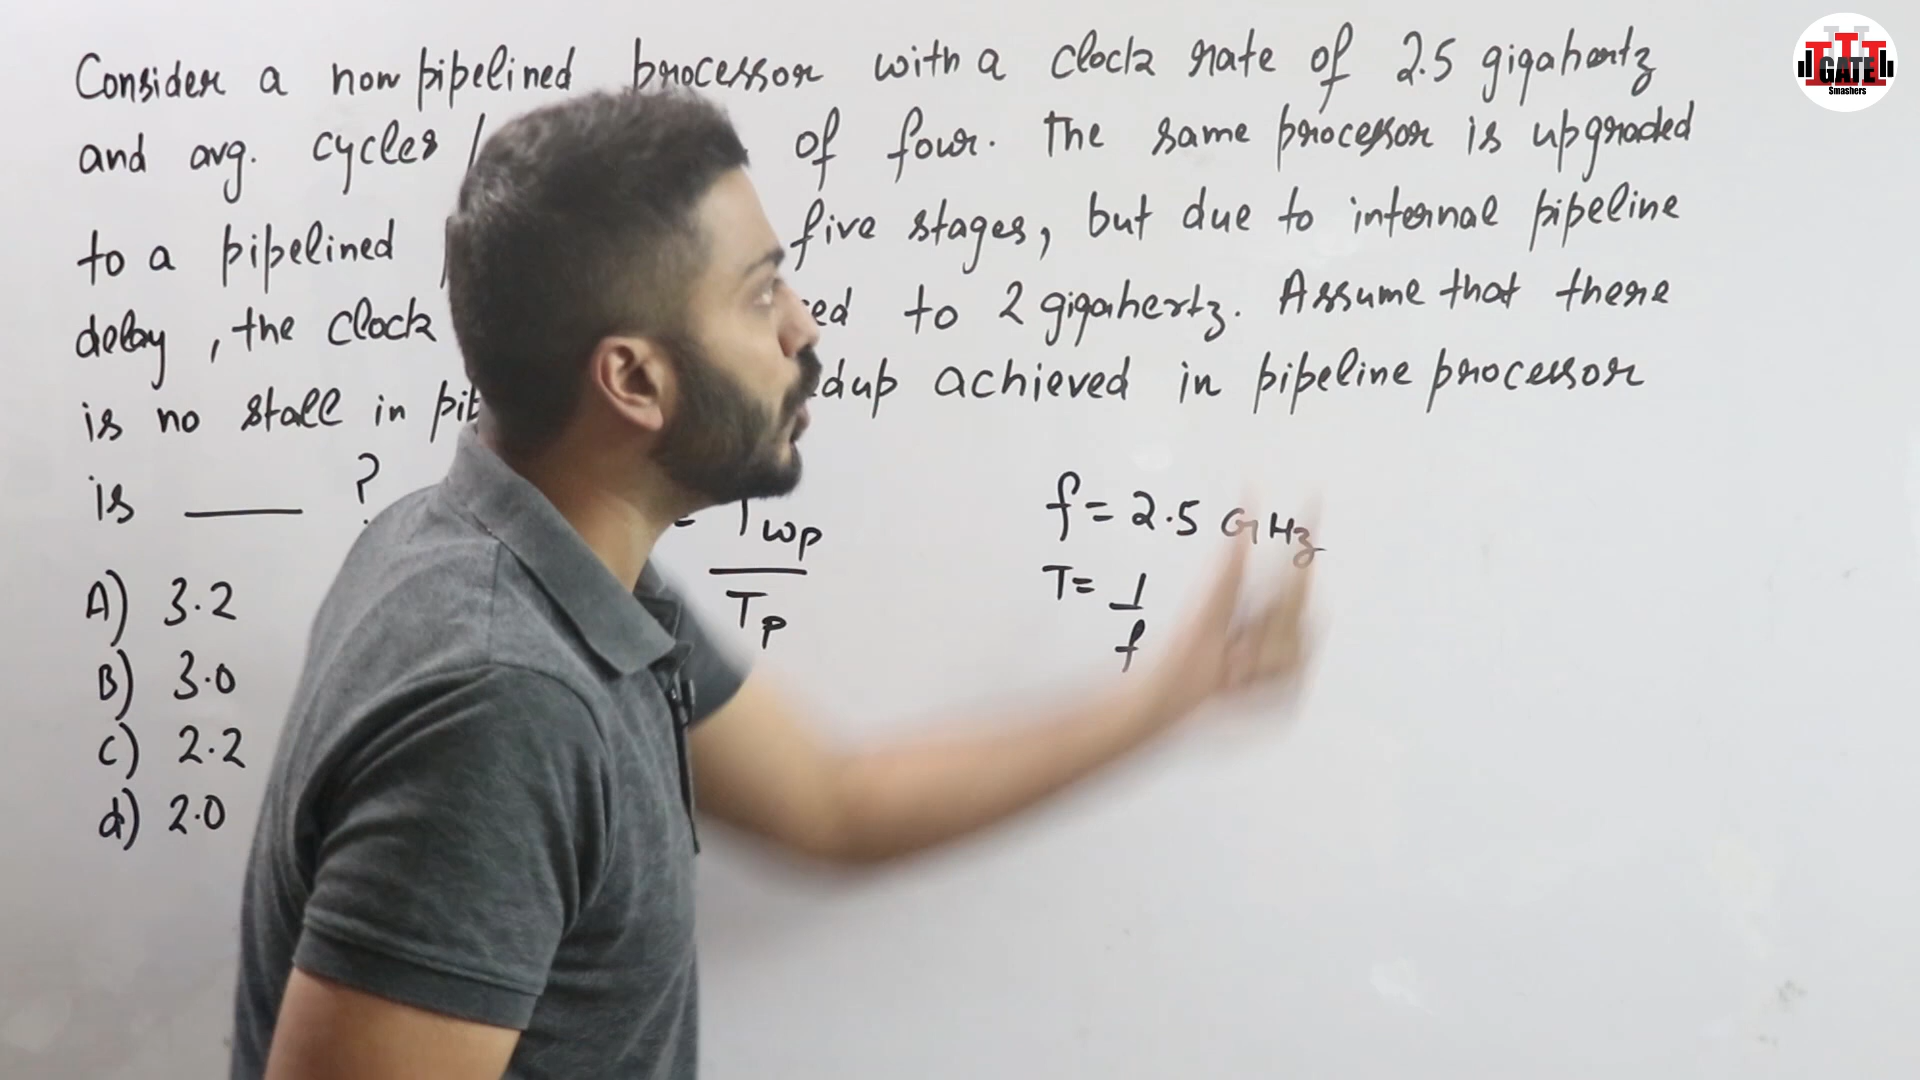 Consider a non pipelined processor with a clock rate of 2.5 gigahertz
and avg. cycles / of four. The same processor is upgraded
to a pipelined five stages, but due to internal pipeline
delay, the clock ed to 2 gigahertz. Assume that there
is no stall in pip dup achieved in pipeline processor
is ____ ?
= Twp
Tp
f = 2.5 GHz
T = 1
f
A) 3.2
B) 3.0
C) 2.2
d) 2.0
GATE
Smashers